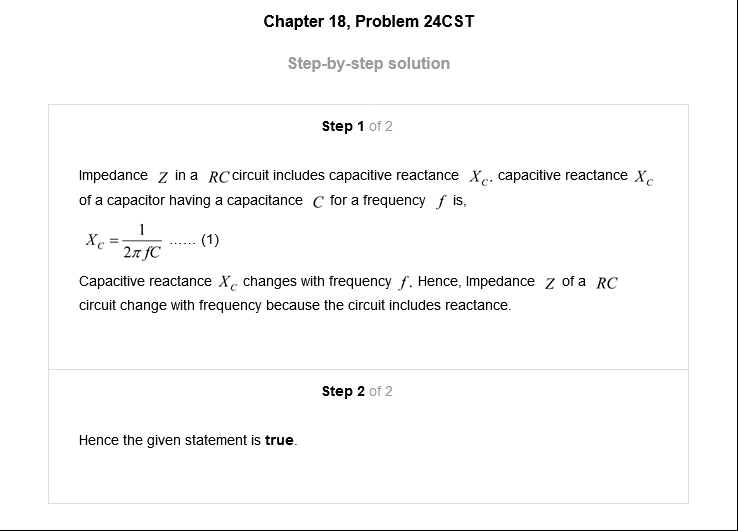 Chapter 18, Problem 24CST
Step-by-step solution
Step 1 of 2
Impedance Z in a RC circuit includes capacitive reactance X_C. capacitive reactance X_C
of a capacitor having a capacitance C for a frequency f is,
X_C = 1 / 2π fC ...... (1)
Capacitive reactance X_C changes with frequency f. Hence, Impedance Z of a RC
circuit change with frequency because the circuit includes reactance.
Step 2 of 2
Hence the given statement is true.